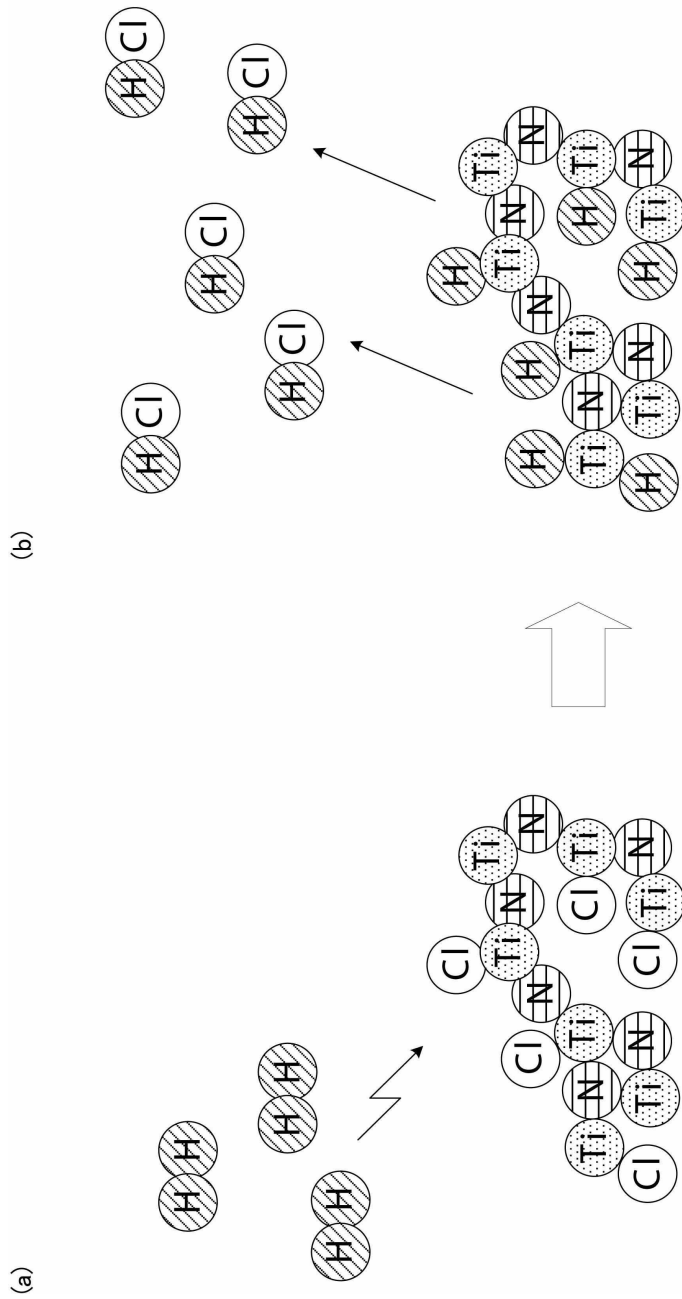 (a)
H H
H H
H H
Cl
Ti
Ti N
Cl N N
Ti N Ti Cl Ti
Cl Ti N Cl Ti N
(b)
H Cl
H Cl
H Cl
H Cl
H Cl
H
Ti
Ti N
H H N N
Ti N Ti H Ti
H Ti N H Ti N